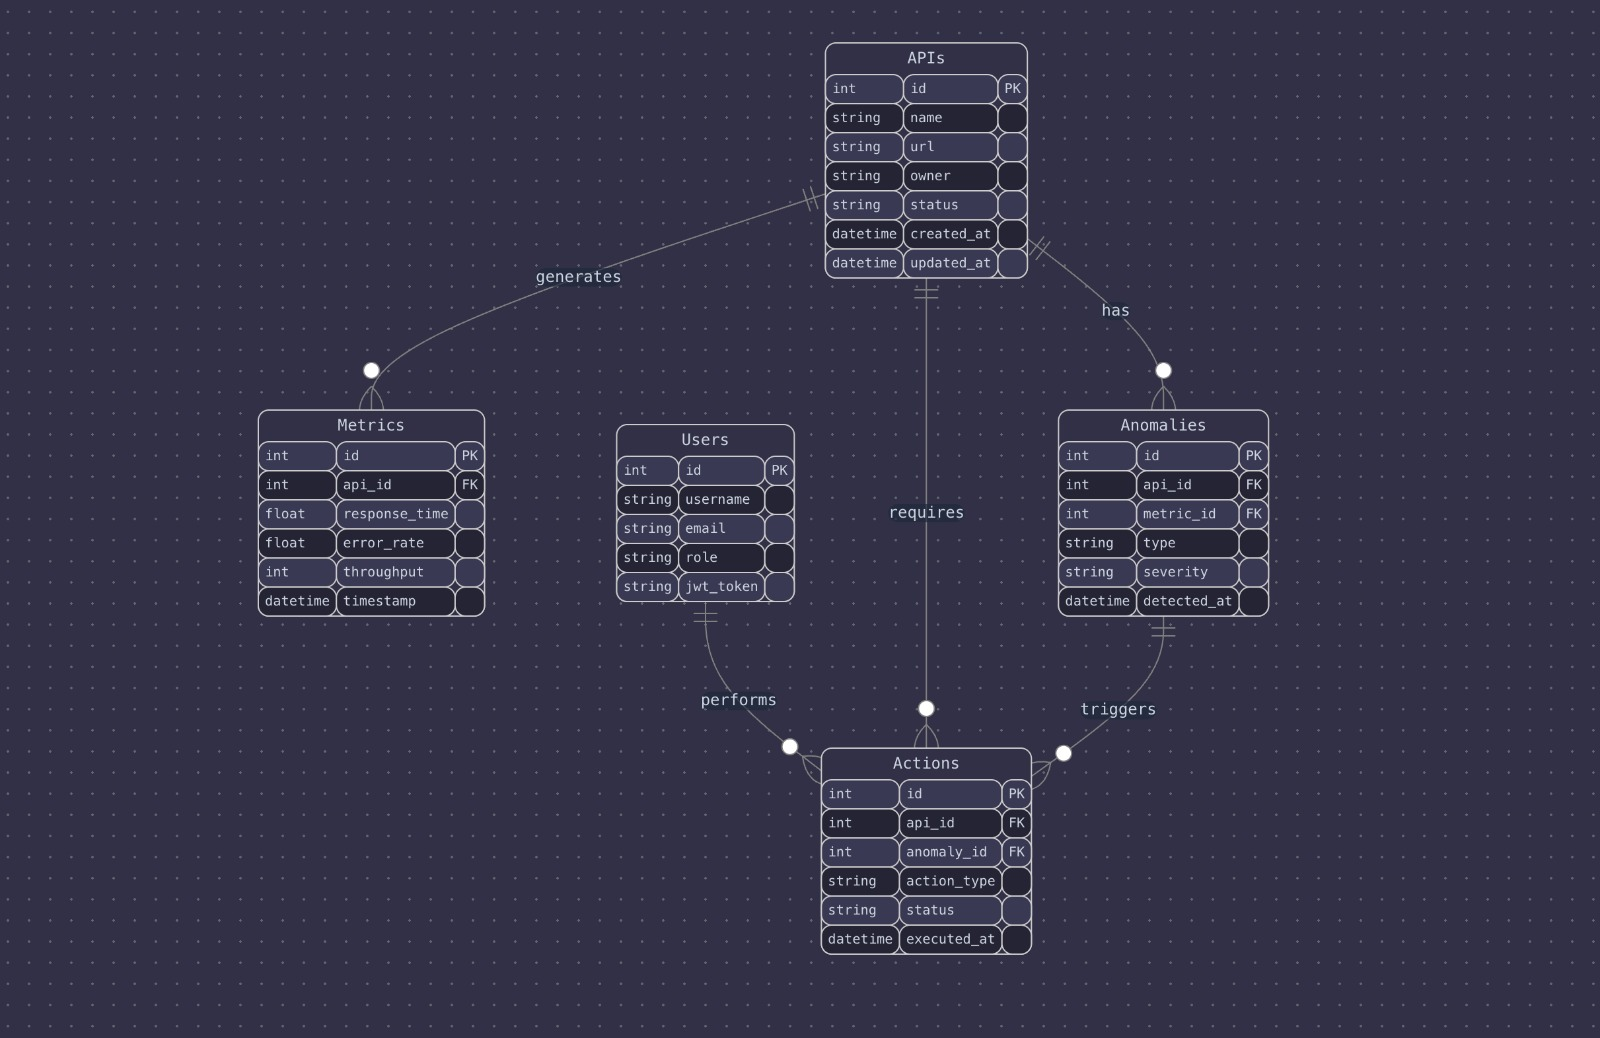 APIs
int id PK
string name
string url
string owner
string status
datetime created_at
datetime updated_at
generates
has
Metrics
int id PK
int api_id FK
float response_time
float error_rate
int throughput
datetime timestamp
Users
int id PK
string username
string email
string role
string jwt_token
requires
Anomalies
int id PK
int api_id FK
int metric_id FK
string type
string severity
datetime detected_at
performs
triggers
Actions
int id PK
int api_id FK
int anomaly_id FK
string action_type
string status
datetime executed_at